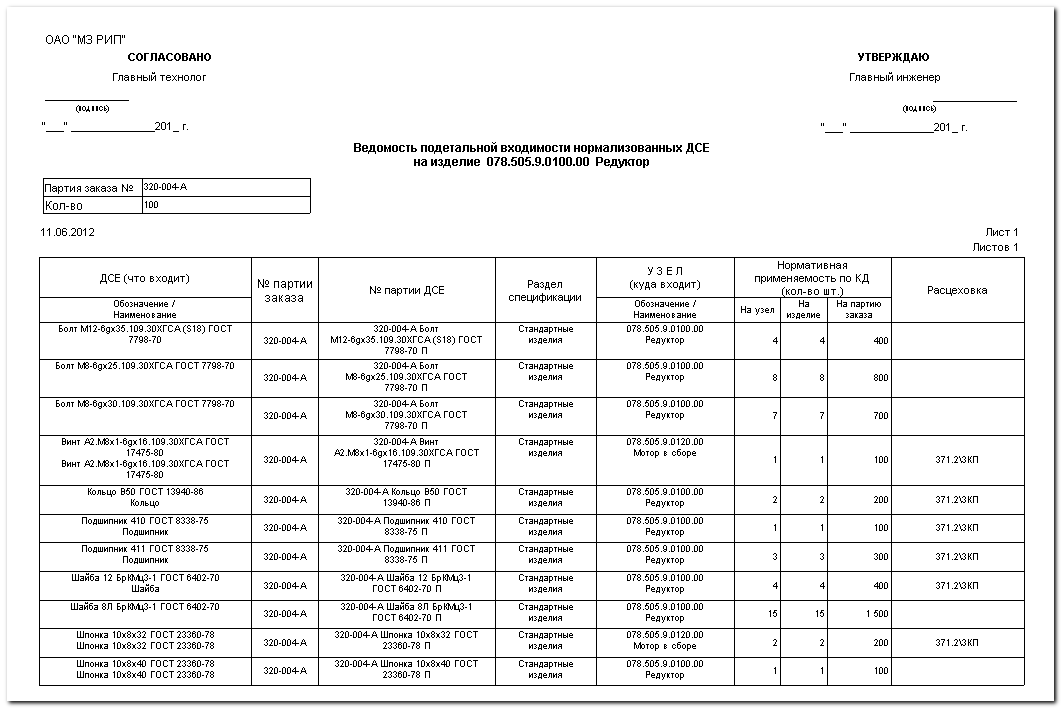 ОАО "МЗ РИП"
СОГЛАСОВАНО
УТВЕРЖДАЮ
Главный технолог
Главный инженер
(подпись)
(подпись)
"___" ______________201_ г.
"___" ______________201_ г.
Ведомость подетальной входимости нормализованных ДСЕ
на изделие 078.505.9.0100.00 Редуктор
Партия заказа № 320-004-А
Кол-во 100
11.06.2012
Лист 1
Листов 1
ДСЕ (что входит)
Обозначение /
Наименование
№ партии
заказа
№ партии ДСЕ
Раздел
спецификации
У З Е Л
(куда входит)
Обозначение /
Наименование
Нормативная
применяемость по КД
(кол-во шт.)
На узел
На
изделие
На партию
заказа
Расцеховка
Болт М12-6gx35.109.30ХГСА (S18) ГОСТ
7798-70
320-004-А
320-004-А Болт
М12-6gx35.109.30ХГСА (S18) ГОСТ
7798-70 П
Стандартные
изделия
078.505.9.0100.00
Редуктор
4 4 400
Болт М8-6gx25.109.30ХГСА ГОСТ 7798-70
320-004-А
320-004-А Болт
М8-6gx25.109.30ХГСА ГОСТ
7798-70 П
Стандартные
изделия
078.505.9.0100.00
Редуктор
8 8 800
Болт М8-6gx30.109.30ХГСА ГОСТ 7798-70
320-004-А
320-004-А Болт
М8-6gx30.109.30ХГСА ГОСТ
7798-70 П
Стандартные
изделия
078.505.9.0100.00
Редуктор
7 7 700
Винт А2.М8х1-6gx16.109.30ХГСА ГОСТ
17475-80
Винт А2.М8х1-6gx16.109.30ХГСА ГОСТ
17475-80
320-004-А
320-004-А Винт
А2.М8х1-6gx16.109.30ХГСА ГОСТ
17475-80 П
Стандартные
изделия
078.505.9.0120.00
Мотор в сборе
1 1 100 371.2\3КП
Кольцо В50 ГОСТ 13940-86
Кольцо
320-004-А
320-004-А Кольцо В50 ГОСТ
13940-86 П
Стандартные
изделия
078.505.9.0100.00
Редуктор
2 2 200 371.2\3КП
Подшипник 410 ГОСТ 8338-75
Подшипник
320-004-А
320-004-А Подшипник 410 ГОСТ
8338-75 П
Стандартные
изделия
078.505.9.0100.00
Редуктор
1 1 100 371.2\3КП
Подшипник 411 ГОСТ 8338-75
Подшипник
320-004-А
320-004-А Подшипник 411 ГОСТ
8338-75 П
Стандартные
изделия
078.505.9.0100.00
Редуктор
3 3 300 371.2\3КП
Шайба 12 БрКМц3-1 ГОСТ 6402-70
Шайба
320-004-А
320-004-А Шайба 12 БрКМц3-1
ГОСТ 6402-70 П
Стандартные
изделия
078.505.9.0100.00
Редуктор
4 4 400 371.2\3КП
Шайба 8Л БрКМц3-1 ГОСТ 6402-70
320-004-А
320-004-А Шайба 8Л БрКМц3-1
ГОСТ 6402-70 П
Стандартные
изделия
078.505.9.0100.00
Редуктор
15 15 1 500
Шпонка 10х8х32 ГОСТ 23360-78
Шпонка 10х8х32 ГОСТ 23360-78
320-004-А
320-004-А Шпонка 10х8х32 ГОСТ
23360-78 П
Стандартные
изделия
078.505.9.0120.00
Мотор в сборе
2 2 200 371.2\3КП
Шпонка 10х8х40 ГОСТ 23360-78
Шпонка 10х8х40 ГОСТ 23360-78
320-004-А
320-004-А Шпонка 10х8х40 ГОСТ
23360-78 П
Стандартные
изделия
078.505.9.0100.00
Редуктор
1 1 100